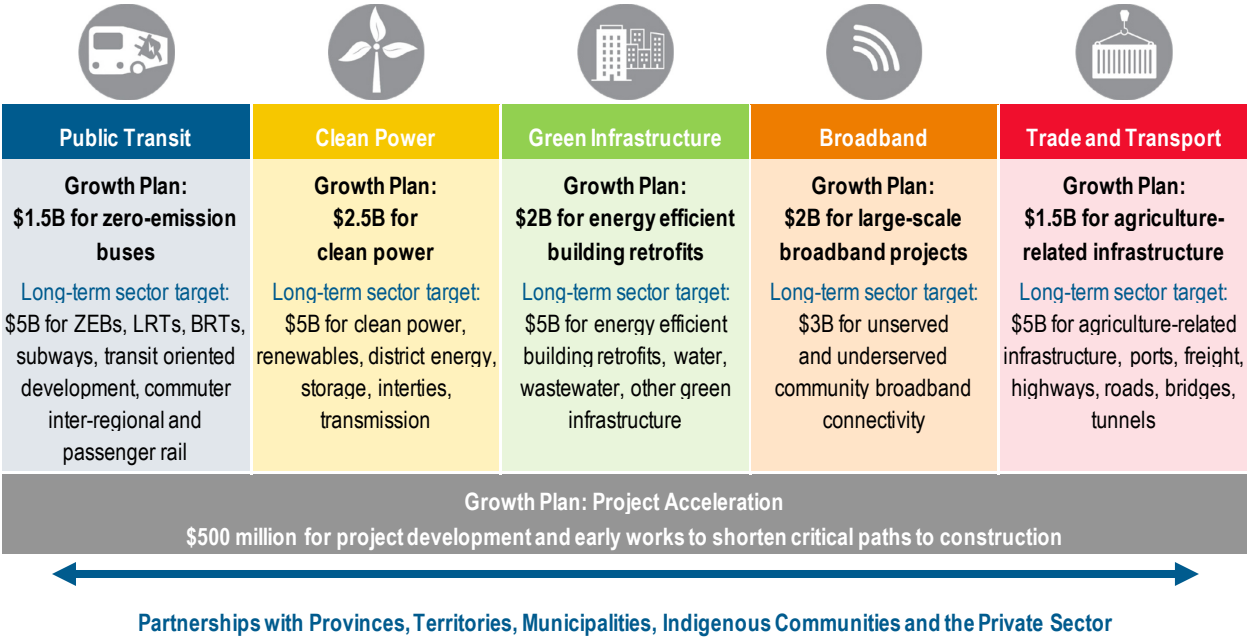 Public Transit
Growth Plan:
$1.5B for zero-emission
buses
Long-term sector target:
$5B for ZEBs, LRTs, BRTs,
subways, transit oriented
development, commuter
inter-regional and
passenger rail
Clean Power
Growth Plan:
$2.5B for
clean power
Long-term sector target:
$5B for clean power,
renewables, district energy,
storage, interties,
transmission
Green Infrastructure
Growth Plan:
$2B for energy efficient
building retrofits
Long-term sector target:
$5B for energy efficient
building retrofits, water,
wastewater, other green
infrastructure
Broadband
Growth Plan:
$2B for large-scale
broadband projects
Long-term sector target:
$3B for unserved
and underserved
community broadband
connectivity
Trade and Transport
Growth Plan:
$1.5B for agriculture-
related infrastructure
Long-term sector target:
$5B for agriculture-related
infrastructure, ports, freight,
highways, roads, bridges,
tunnels
Growth Plan: Project Acceleration
$500 million for project development and early works to shorten critical paths to construction
Partnerships with Provinces, Territories, Municipalities, Indigenous Communities and the Private Sector